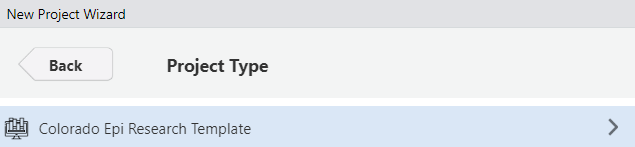 New Project Wizard
Back
Project Type
Colorado Epi Research Template